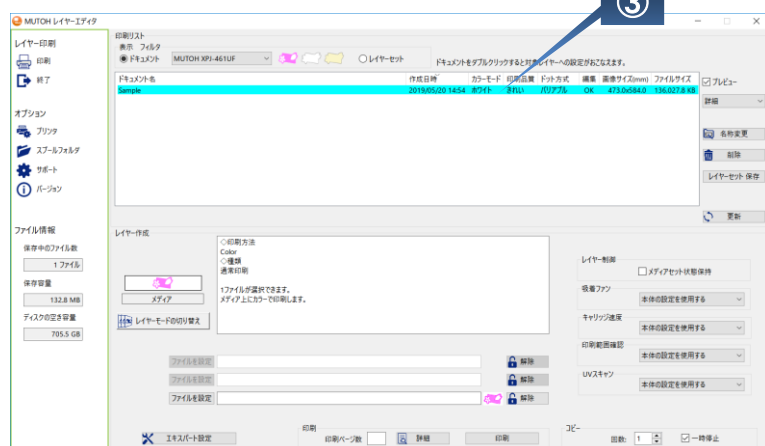 ③
MUTOH レイヤーエディタ
レイヤー印刷
印刷
終了
オプション
プリンタ
スプールフォルダ
サポート
バージョン
ファイル情報
保存中のファイル数
1 ファイル
保存容量
132.8 MB
ディスクの空き容量
705.5 GB
印刷リスト
表示 フィルタ
ドキュメント MUTOH XPJ-461UF レイヤーセット
ドキュメントをダブルクリックすると対象レイヤーへの設定がおこなえます。
ドキュメント名 作成日時 カラーモード 印刷品質 ドット方式 編集 画像サイズ(mm) ファイルサイズ
Sample 2019/05/20 14:54 ホワイト きれい バリアブル OK 473.0x584.0 136,027.8 KB
プレビュー
詳細
名称変更
削除
レイヤーセット 保存
更新
レイヤー作成
◇印刷方法
Color
◇種類
通常印刷
1ファイルが選択できます。
メディア上にカラーで印刷します。
メディア
レイヤーモードの切り替え
ファイルを設定 解除
ファイルを設定 解除
ファイルを設定 解除
レイヤー制御
メディアセット状態保持
吸着ファン
本体の設定を使用する
キャリッジ速度
本体の設定を使用する
印刷範囲確認
本体の設定を使用する
UVスキャン
本体の設定を使用する
エキスパート設定
印刷
印刷ページ数 詳細 印刷
コピー
回数: 1 一時停止